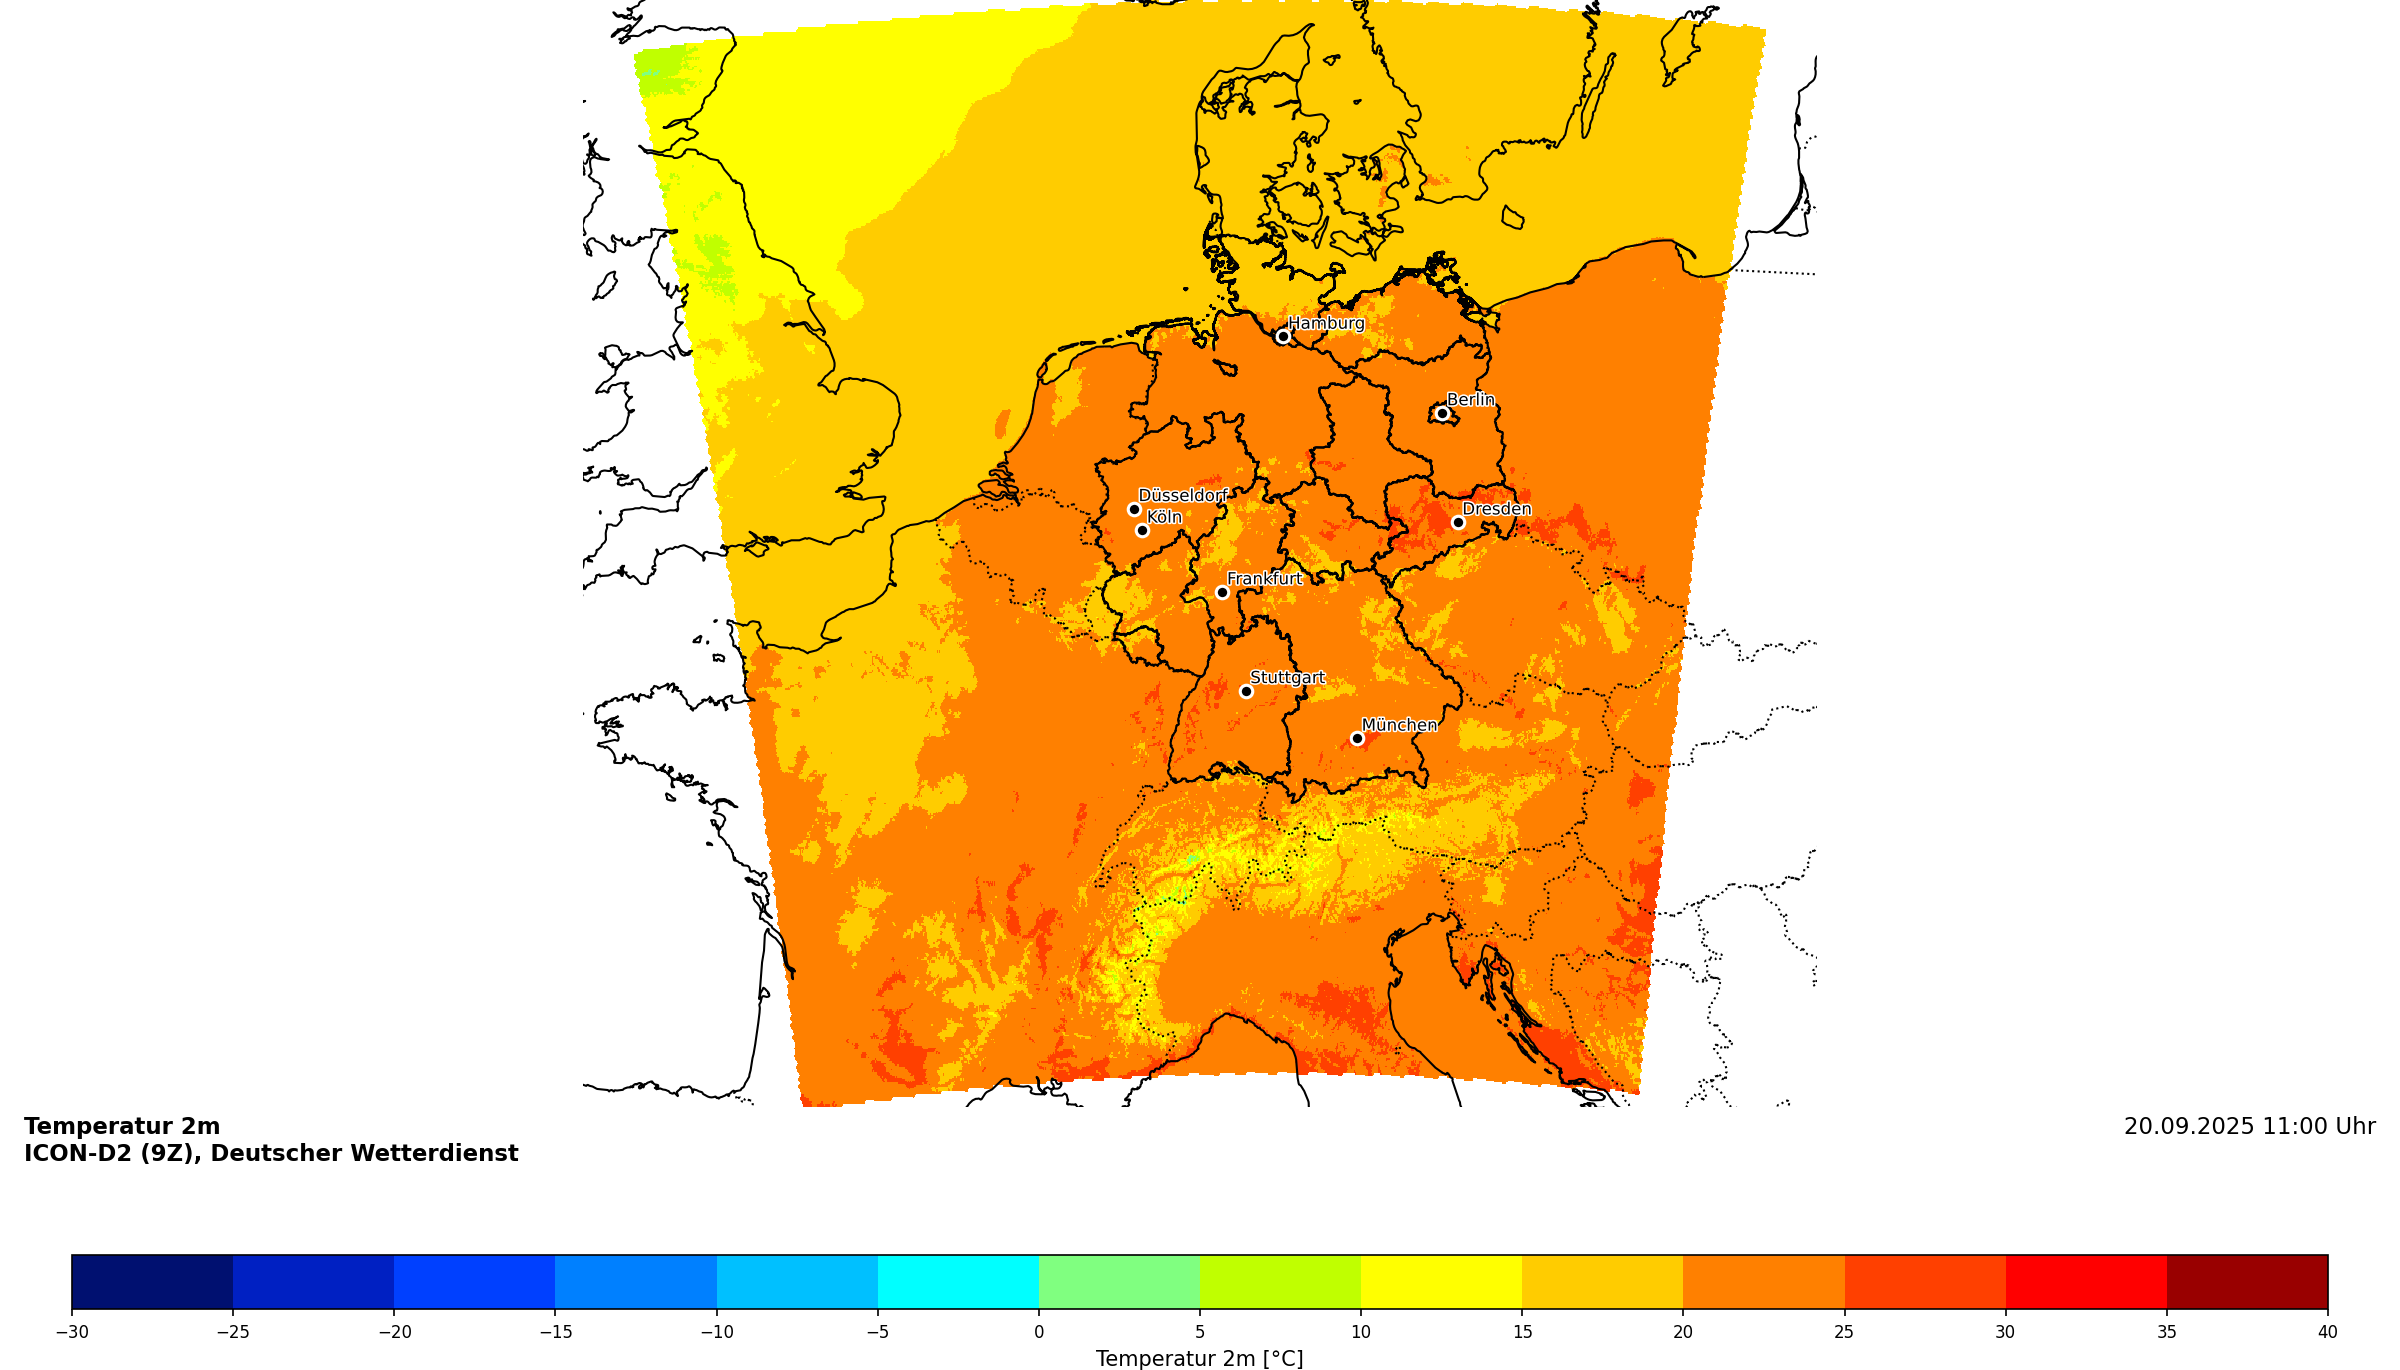 Hamburg
Berlin
Düsseldorf
Köln
Dresden
Frankfurt
Stuttgart
München
Temperatur 2m
ICON-D2 (9Z), Deutscher Wetterdienst
20.09.2025 11:00 Uhr
−30 −25 −20 −15 −10 −5 0 5 10 15 20 25 30 35 40
Temperatur 2m [°C]